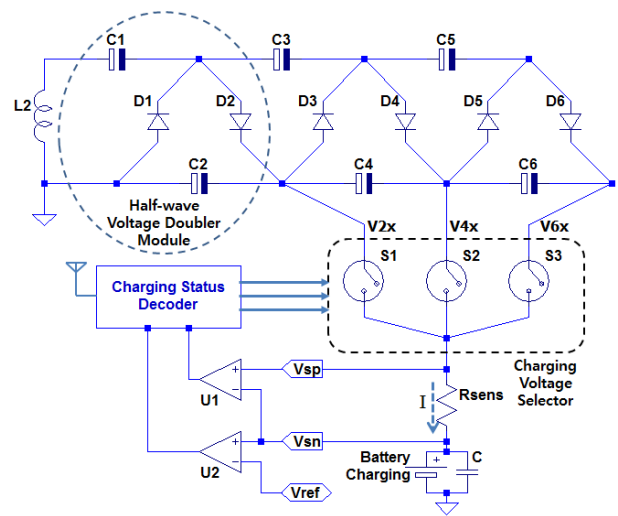 C1
C3
C5
L2
D1
D2
D3
D4
D5
D6
C2
C4
C6
Half-wave
Voltage Doubler
Module
V2x
V4x
V6x
S1
S2
S3
Charging Status
Decoder
Charging
Voltage
Selector
Vsp
U1
I
Rsens
Vsn
U2
Battery
Charging
+
C
Vref